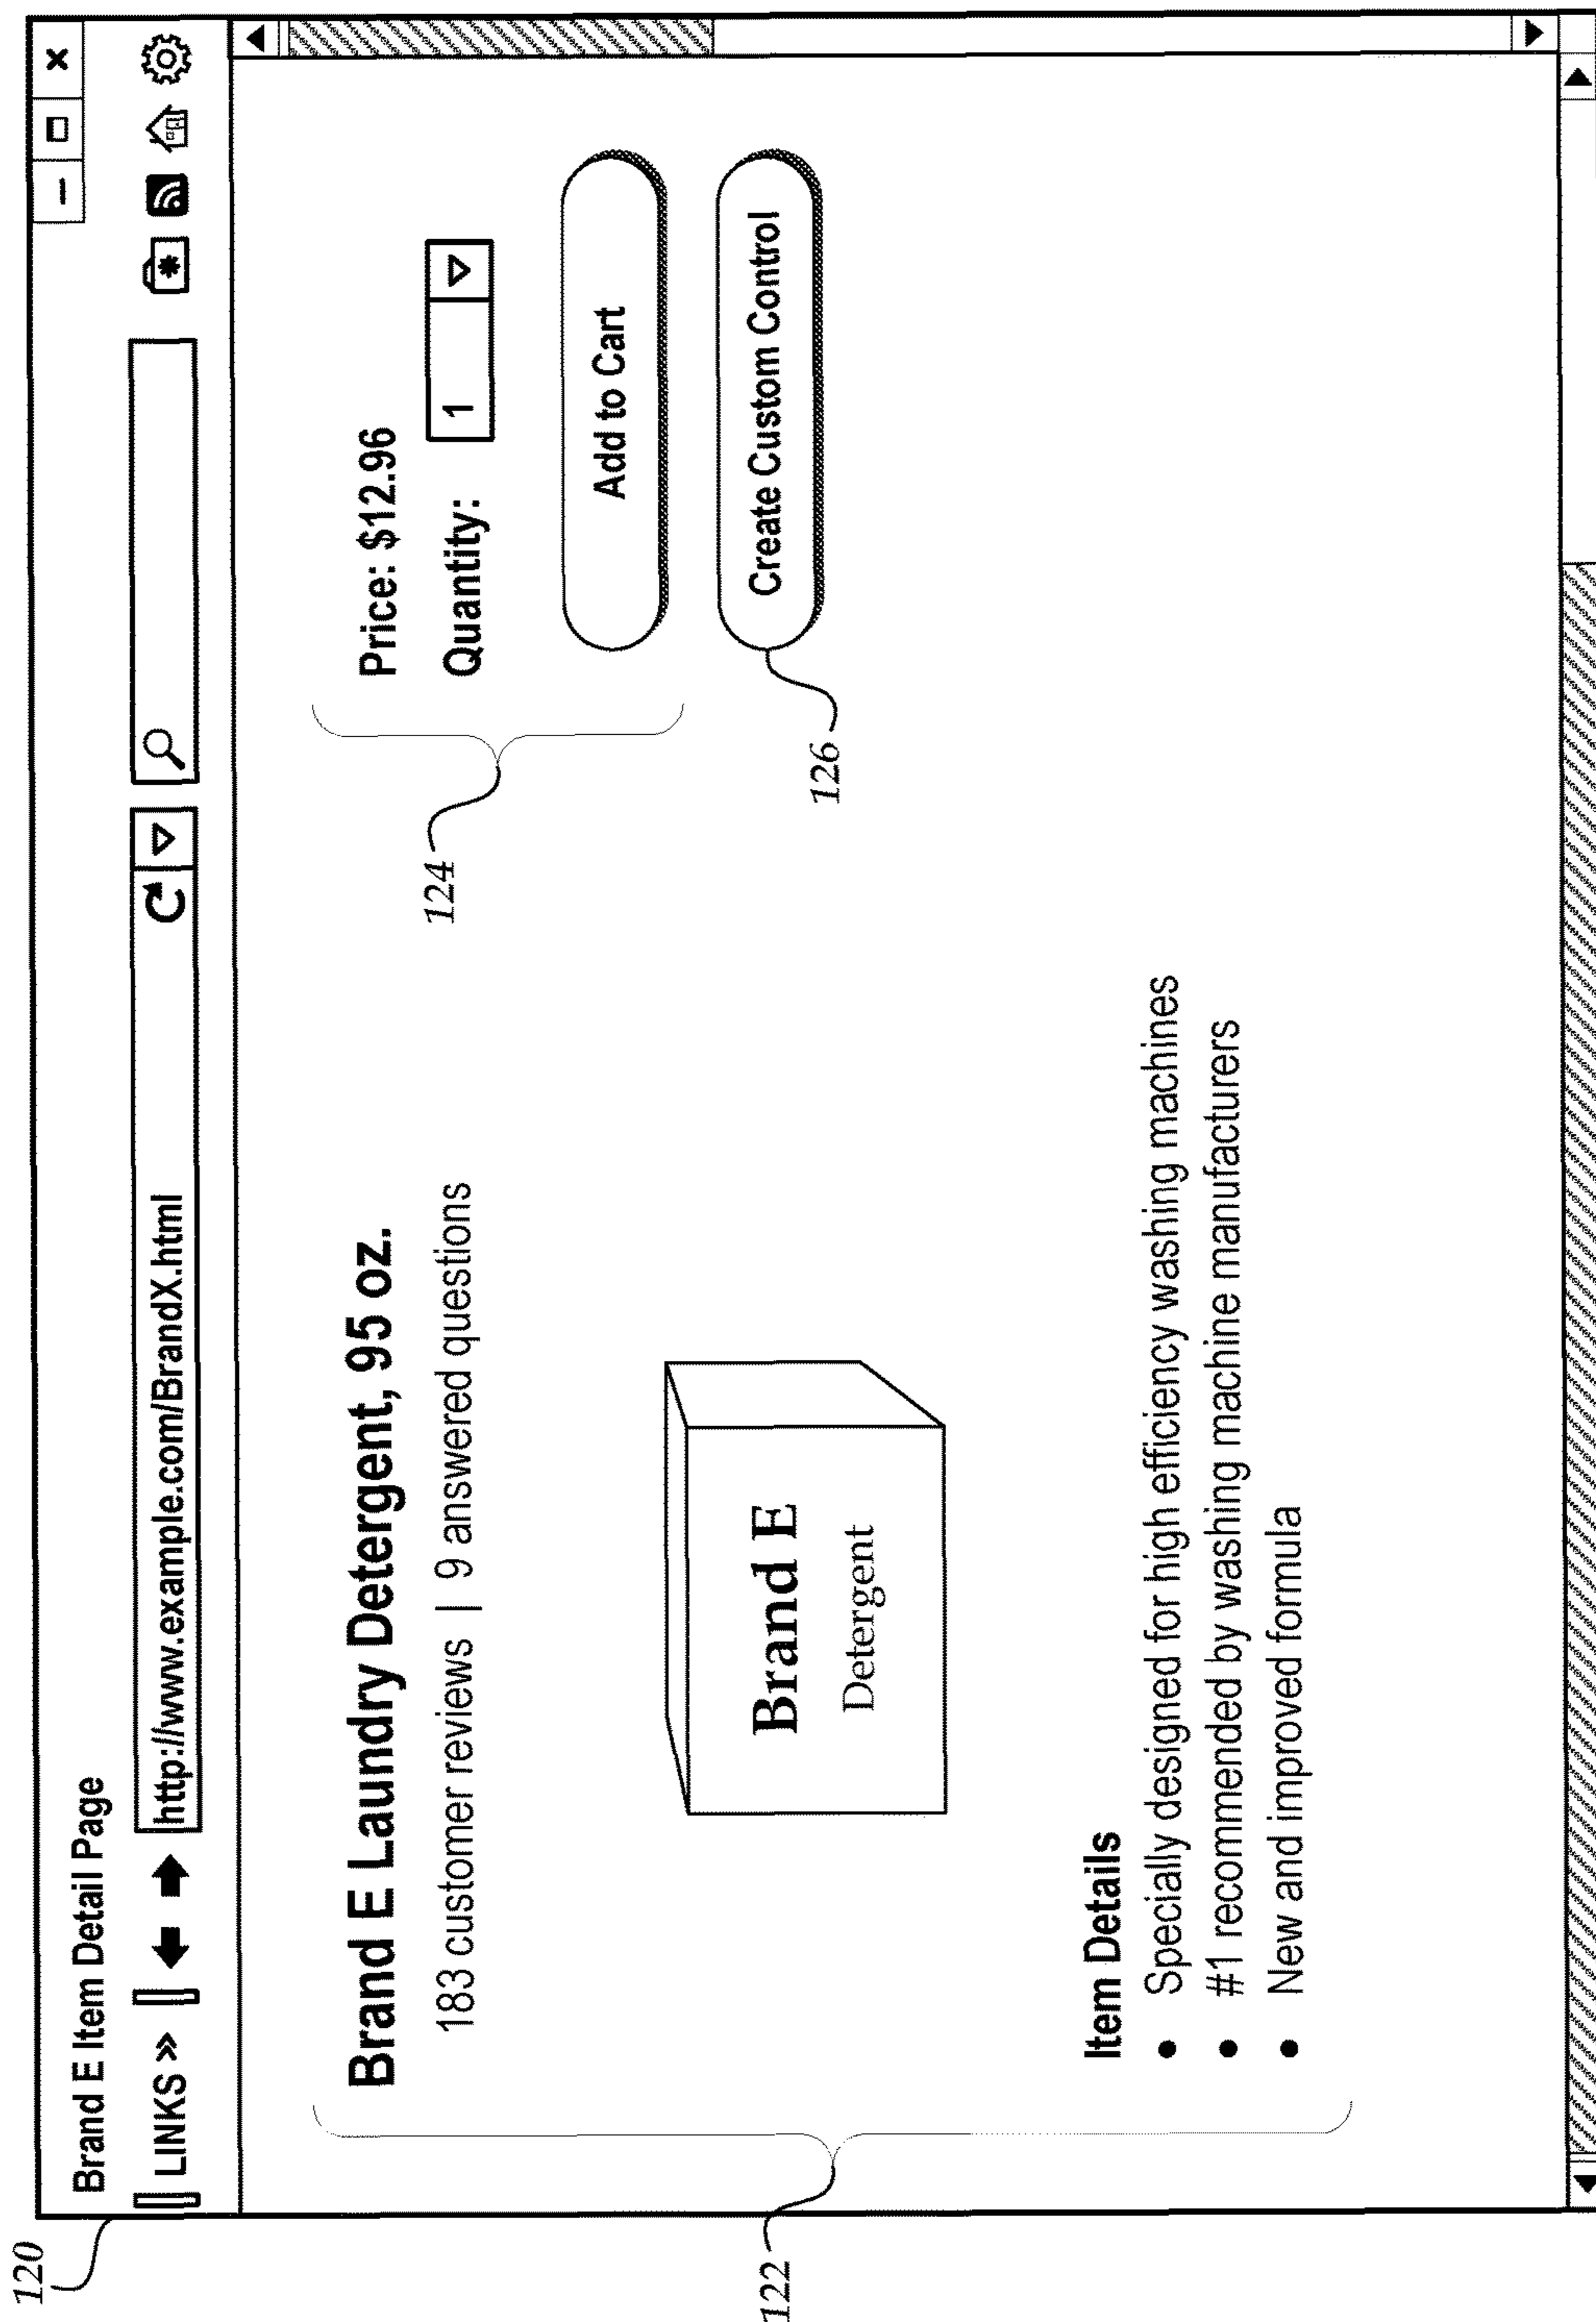 120
Brand E Item Detail Page
LINKS »
http://www.example.com/BrandX.html
122
Brand E Laundry Detergent, 95 oz.
183 customer reviews | 9 answered questions
Brand E
Detergent
Item Details
• Specially designed for high efficiency washing machines
• #1 recommended by washing machine manufacturers
• New and improved formula
124
Price: $12.96
Quantity: 1
Add to Cart
Create Custom Control
126